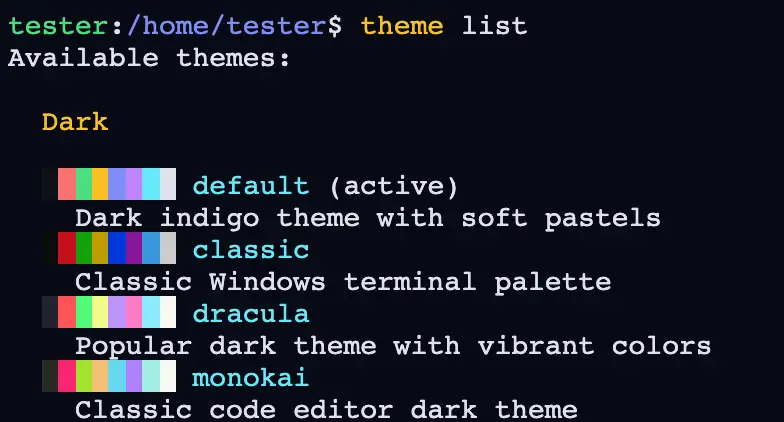 tester:/home/tester$ theme list
Available themes:
Dark
default (active)
Dark indigo theme with soft pastels
classic
Classic Windows terminal palette
dracula
Popular dark theme with vibrant colors
monokai
Classic code editor dark theme